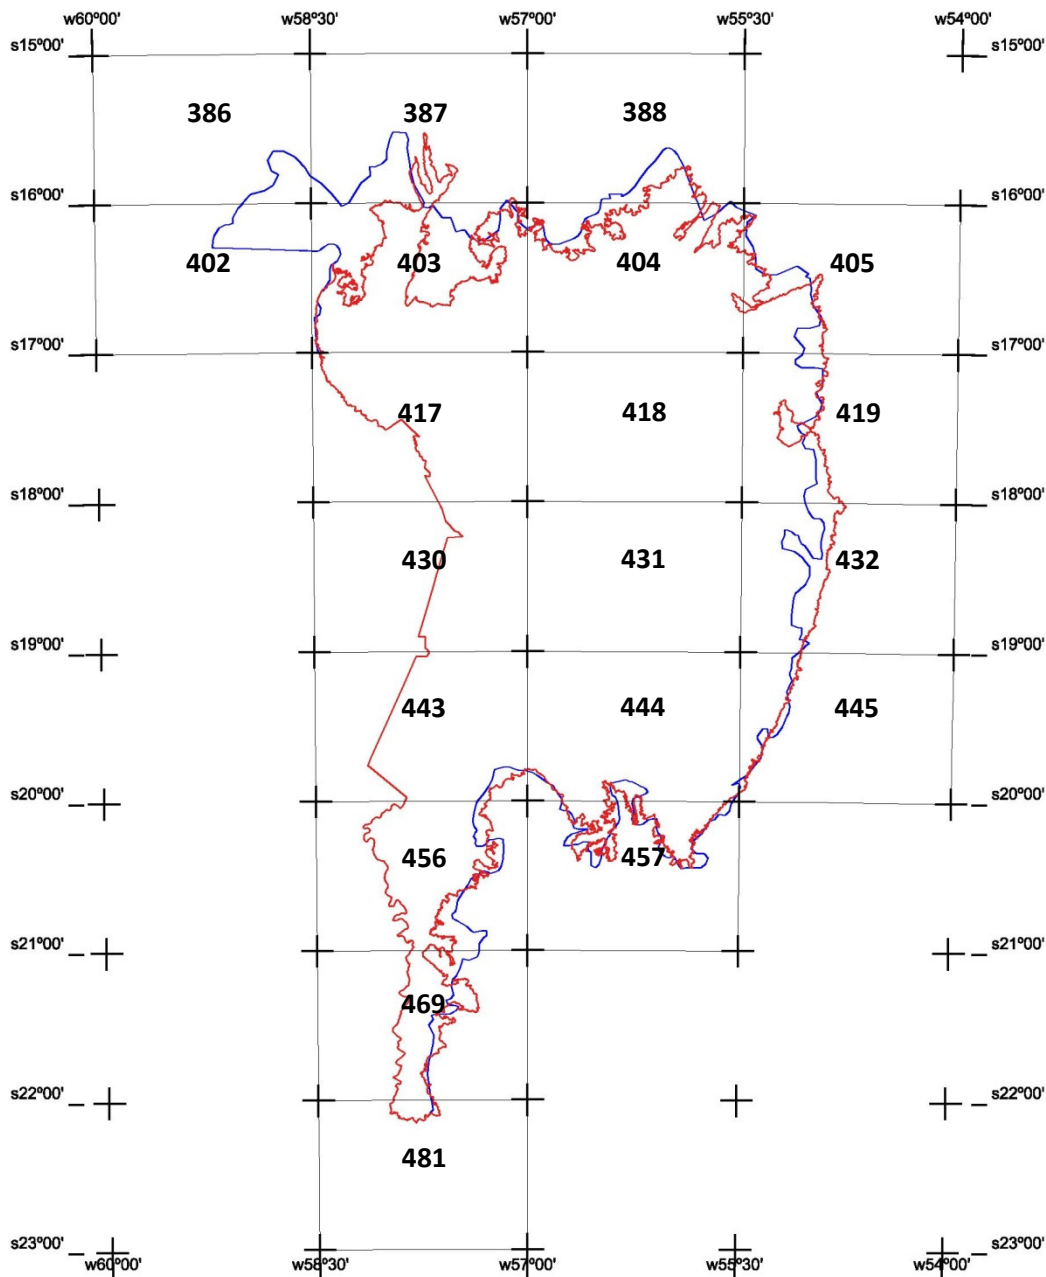 w60º00' w58º30' w57º00' w55º30' w54º00'
s15º00' s15º00'
386 387 388
s16º00' s16º00'
402 403 404 405
s17º00' s17º00'
417 418 419
s18º00' s18º00'
430 431 432
s19º00' s19º00'
443 444 445
s20º00' s20º00'
456 457
s21º00' s21º00'
469
s22º00' s22º00'
481
s23º00' s23º00'
w60º00' w58º30' w57º00' w55º30' w54º00'